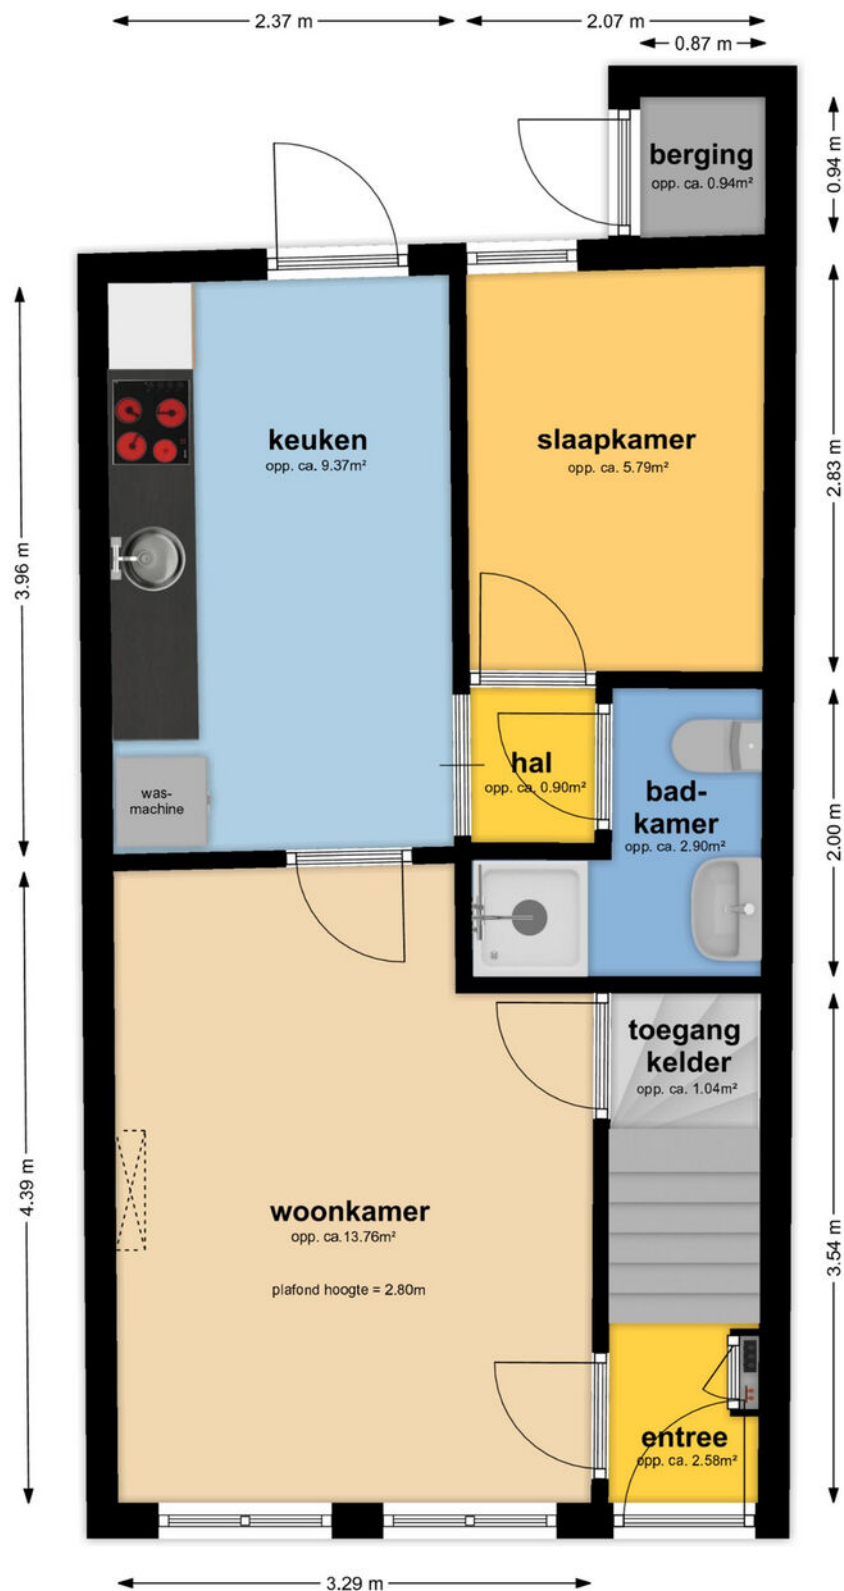 2.37 m
2.07 m
0.87 m
berging
opp. ca. 0.94m²
0.94 m
keuken
opp. ca. 9.37m²
slaapkamer
opp. ca. 5.79m²
2.83 m
3.96 m
hal
opp. ca. 0.90m²
was-
machine
bad-
kamer
opp. ca. 2.90m²
2.00 m
toegang
kelder
opp. ca. 1.04m²
4.39 m
woonkamer
opp. ca.13.76m²
plafond hoogte = 2.80m
3.54 m
entree
opp. ca. 2.58m²
3.29 m